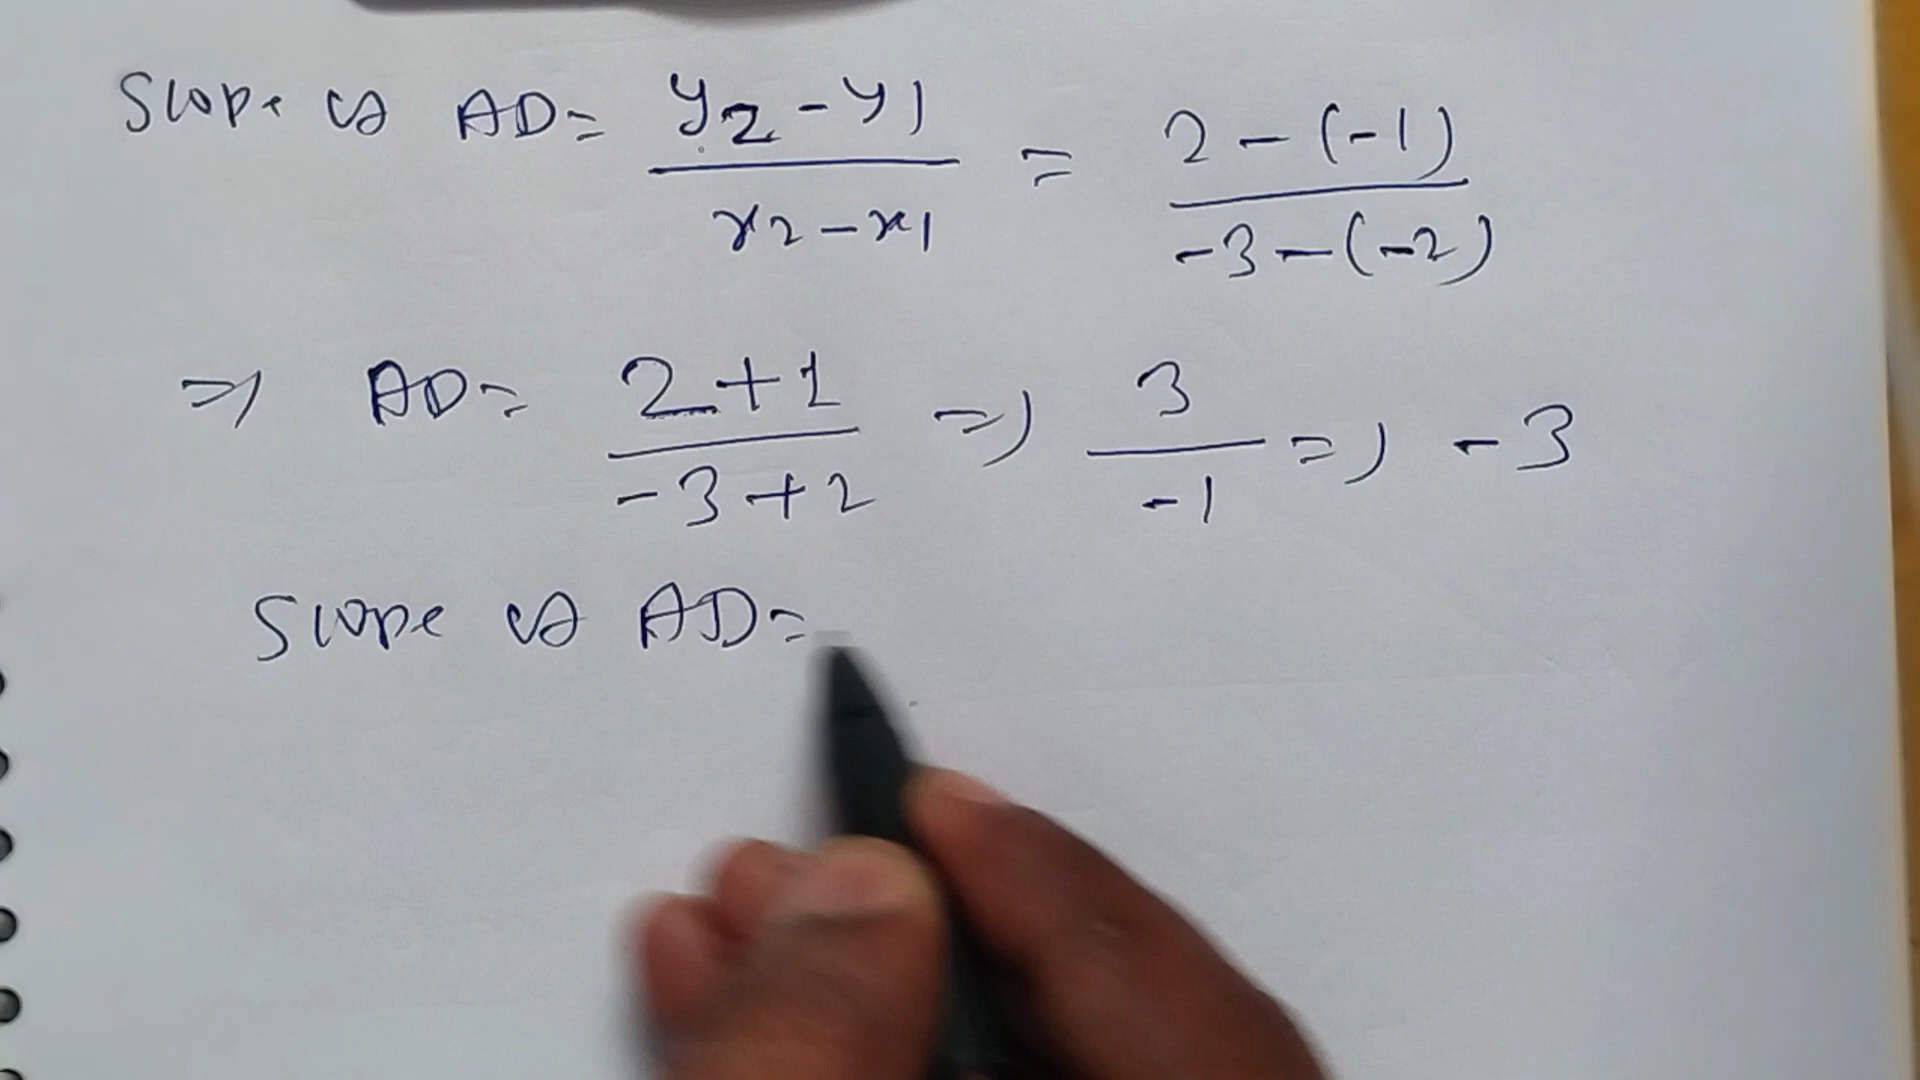 Slope of AD = y2 - y1 / x2 - x1 = 2 - (-1) / -3 - (-2)
=> AD = 2 + 1 / -3 + 2 => 3 / -1 => -3
Slope of AD =